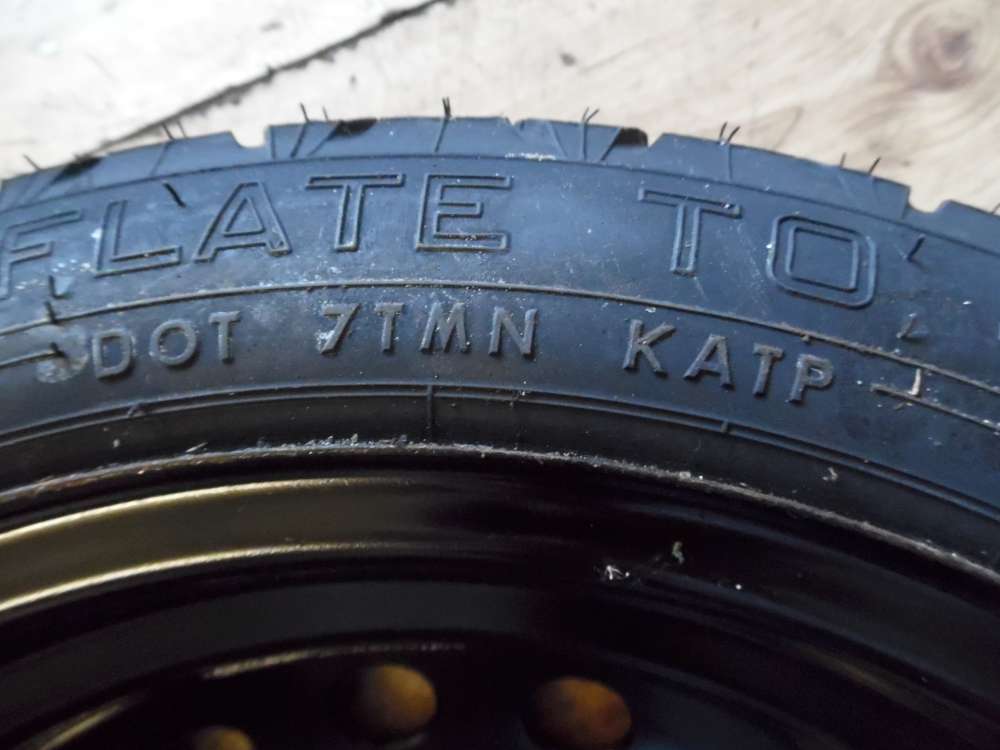 FLATE TO
DOT 7TMN KATP